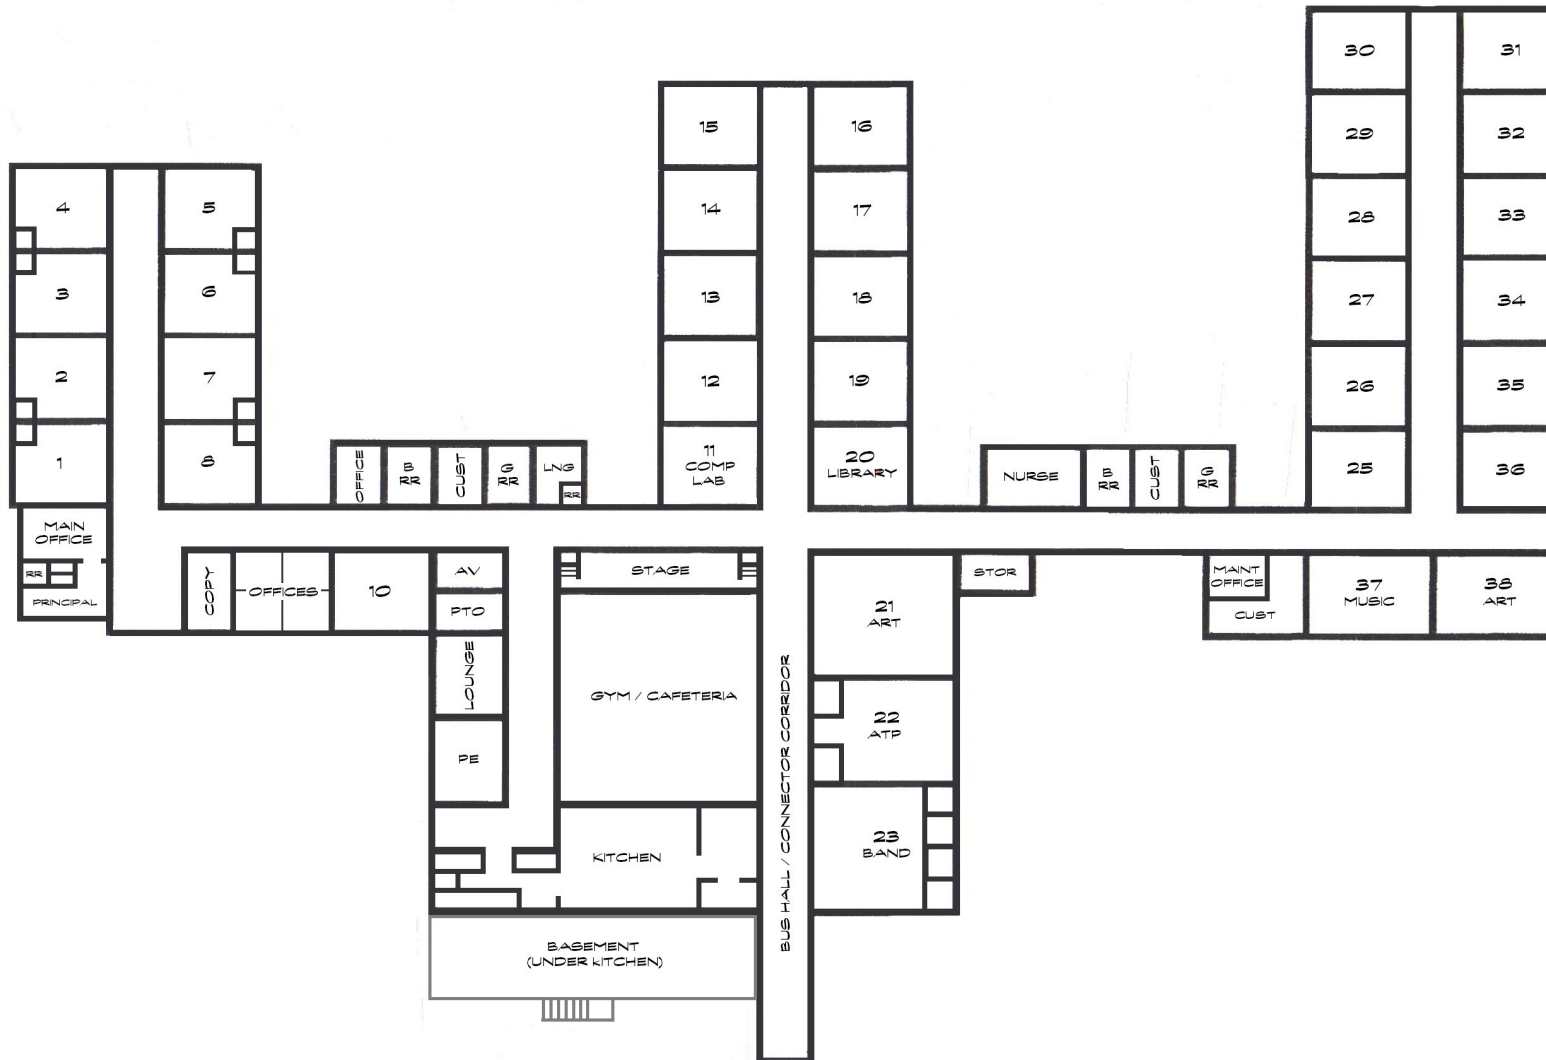 4
3
2
1
5
6
7
8
MAIN
OFFICE
RR
PRINCIPAL
COPY
OFFICES
10
OFFICE
B
RR
CUST
G
RR
LNG
RR
AV
PTO
LOUNGE
PE
STAGE
GYM / CAFETERIA
KITCHEN
BASEMENT
(UNDER KITCHEN)
15
14
13
12
11
COMP
LAB
16
17
18
19
20
LIBRARY
BUS HALL / CONNECTOR CORRIDOR
21
ART
22
ATP
23
BAND
STOR
NURSE
B
RR
CUST
G
RR
30
29
28
27
26
25
31
32
33
34
35
36
MAINT
OFFICE
CUST
37
MUSIC
38
ART